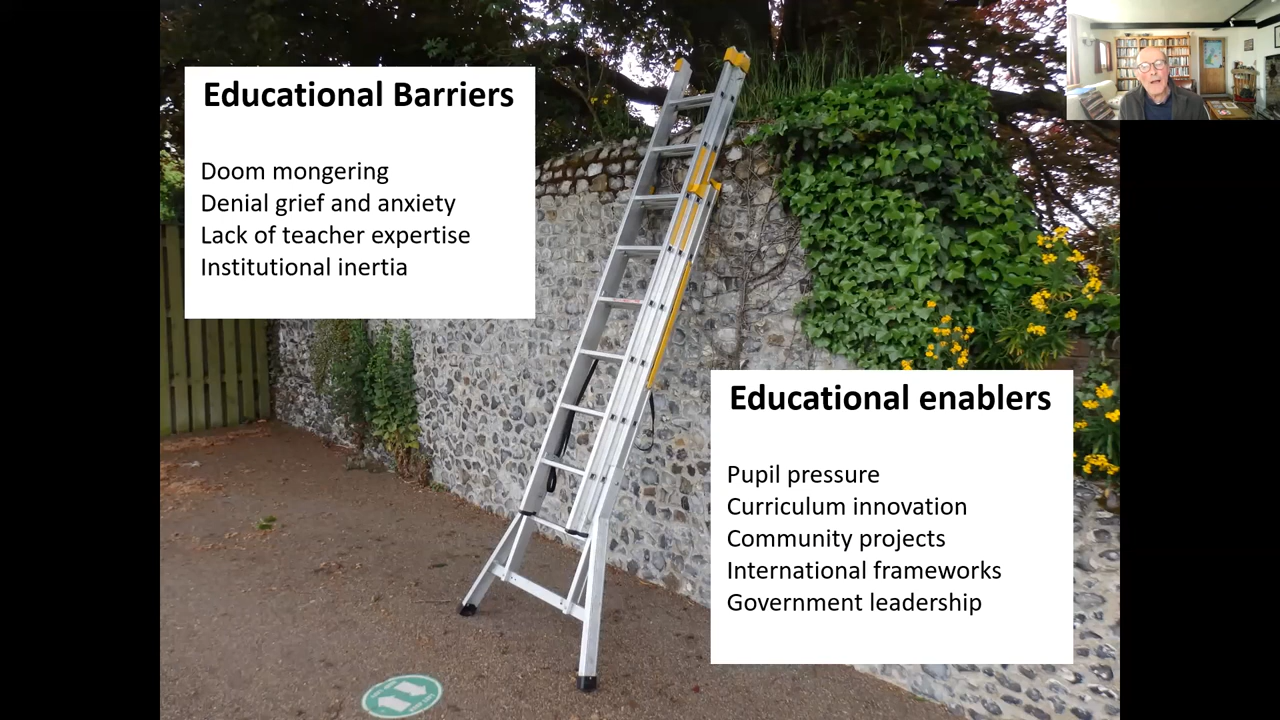 Educational Barriers
Doom mongering
Denial grief and anxiety
Lack of teacher expertise
Institutional inertia
Educational enablers
Pupil pressure
Curriculum innovation
Community projects
International frameworks
Government leadership